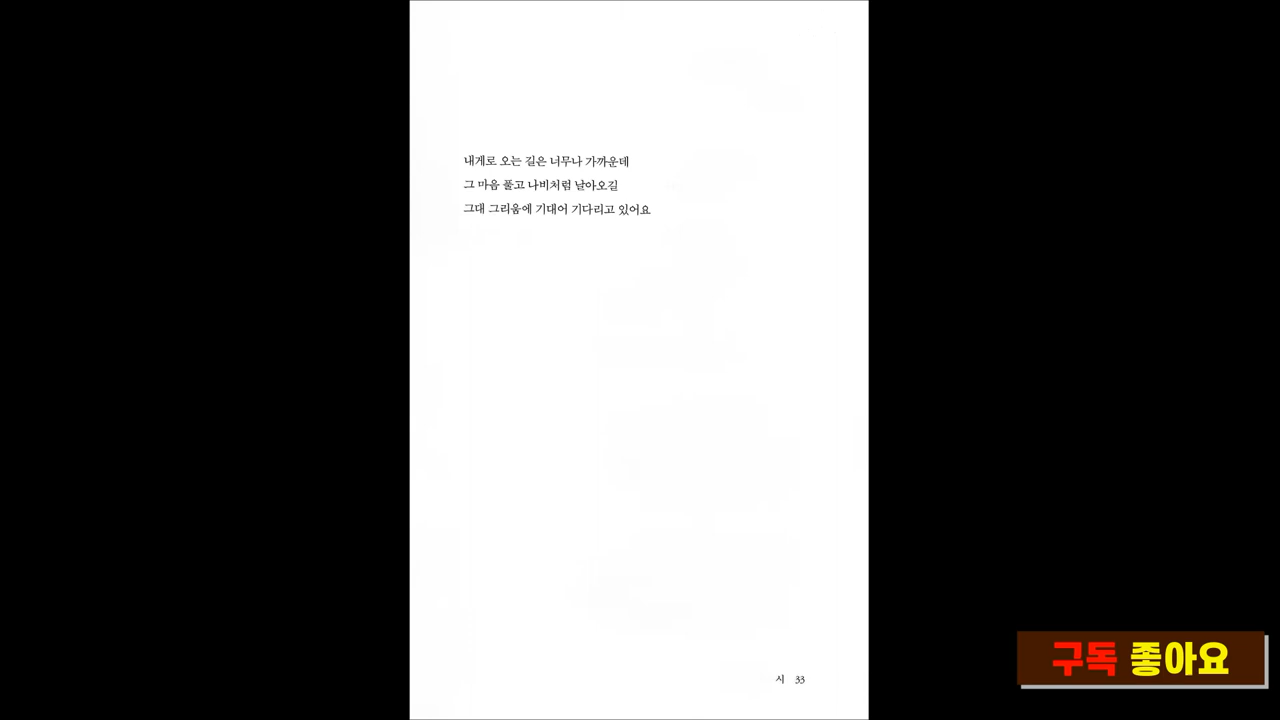 내게로 오는 길은 너무나 가까운데
그 마음 풀고 나비처럼 날아오길
그대 그리움에 기대어 기다리고 있어요
시 33
구독 좋아요